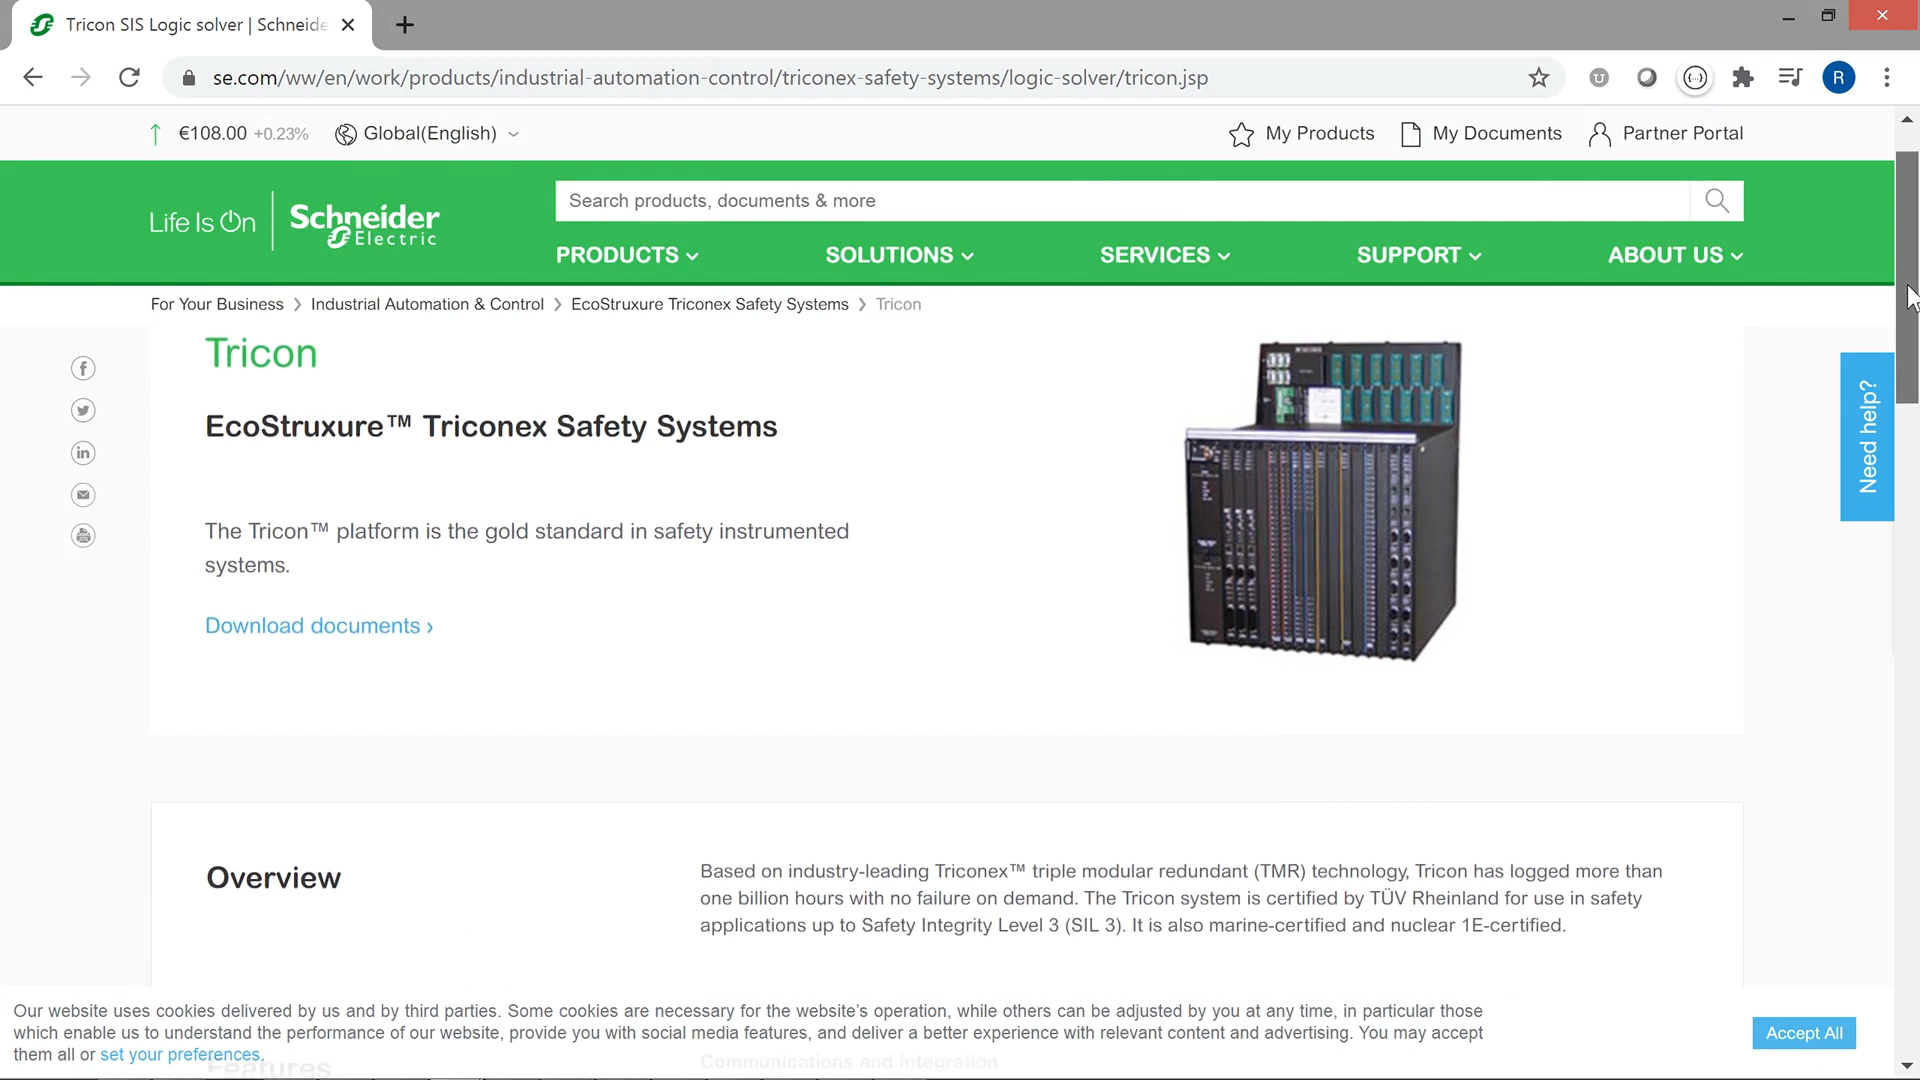 Tricon SIS Logic solver | Schneide
se.com/ww/en/work/products/industrial-automation-control/triconex-safety-systems/logic-solver/tricon.jsp
R
€108.00 +0.23% Global(English)
My Products My Documents Partner Portal
Life Is On Schneider Electric
Search products, documents & more
PRODUCTS SOLUTIONS SERVICES SUPPORT ABOUT US
For Your Business > Industrial Automation & Control > EcoStruxure Triconex Safety Systems > Tricon
Tricon
EcoStruxure™ Triconex Safety Systems
The Tricon™ platform is the gold standard in safety instrumented
systems.
Download documents ›
Need help?
Overview
Based on industry-leading Triconex™ triple modular redundant (TMR) technology, Tricon has logged more than
one billion hours with no failure on demand. The Tricon system is certified by TÜV Rheinland for use in safety
applications up to Safety Integrity Level 3 (SIL 3). It is also marine-certified and nuclear 1E-certified.
Our website uses cookies delivered by us and by third parties. Some cookies are necessary for the website's operation, while others can be adjusted by you at any time, in particular those
which enable us to understand the performance of our website, provide you with social media features, and deliver a better experience with relevant content and advertising. You may accept
them all or set your preferences.
Accept All
Features
Communications and Integration